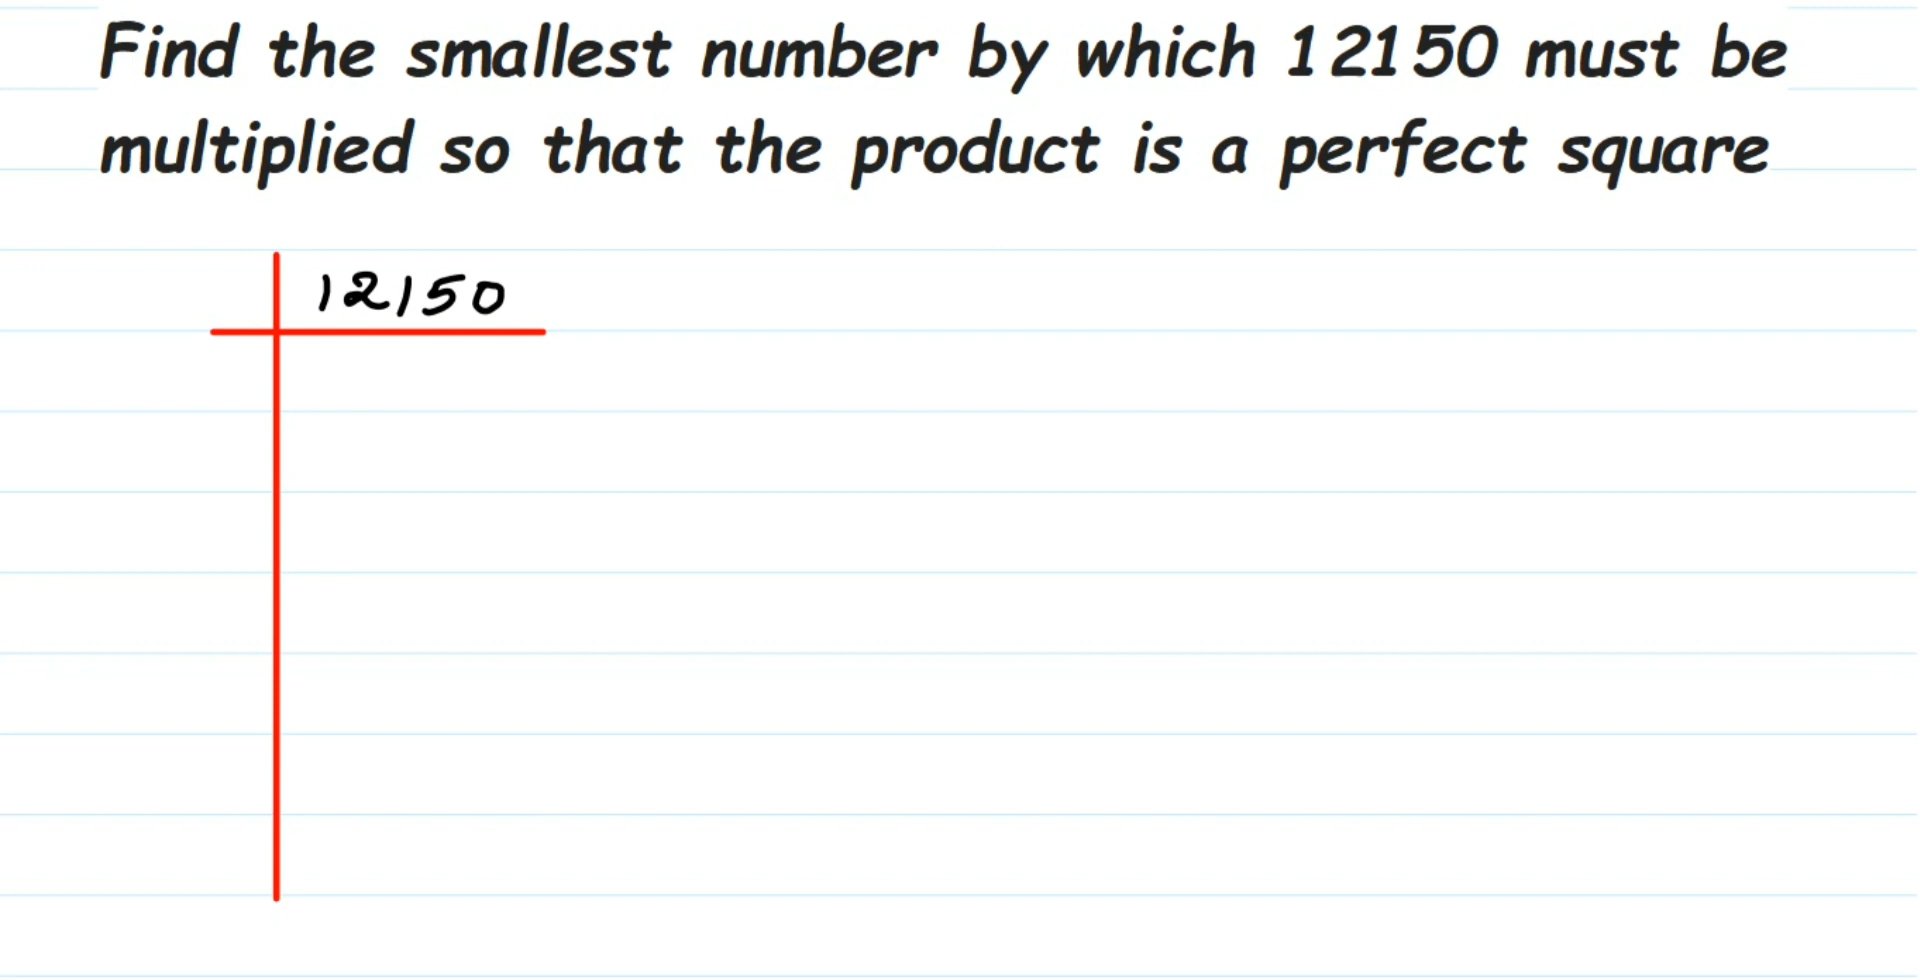 Find the smallest number by which 12150 must be
multiplied so that the product is a perfect square
12150